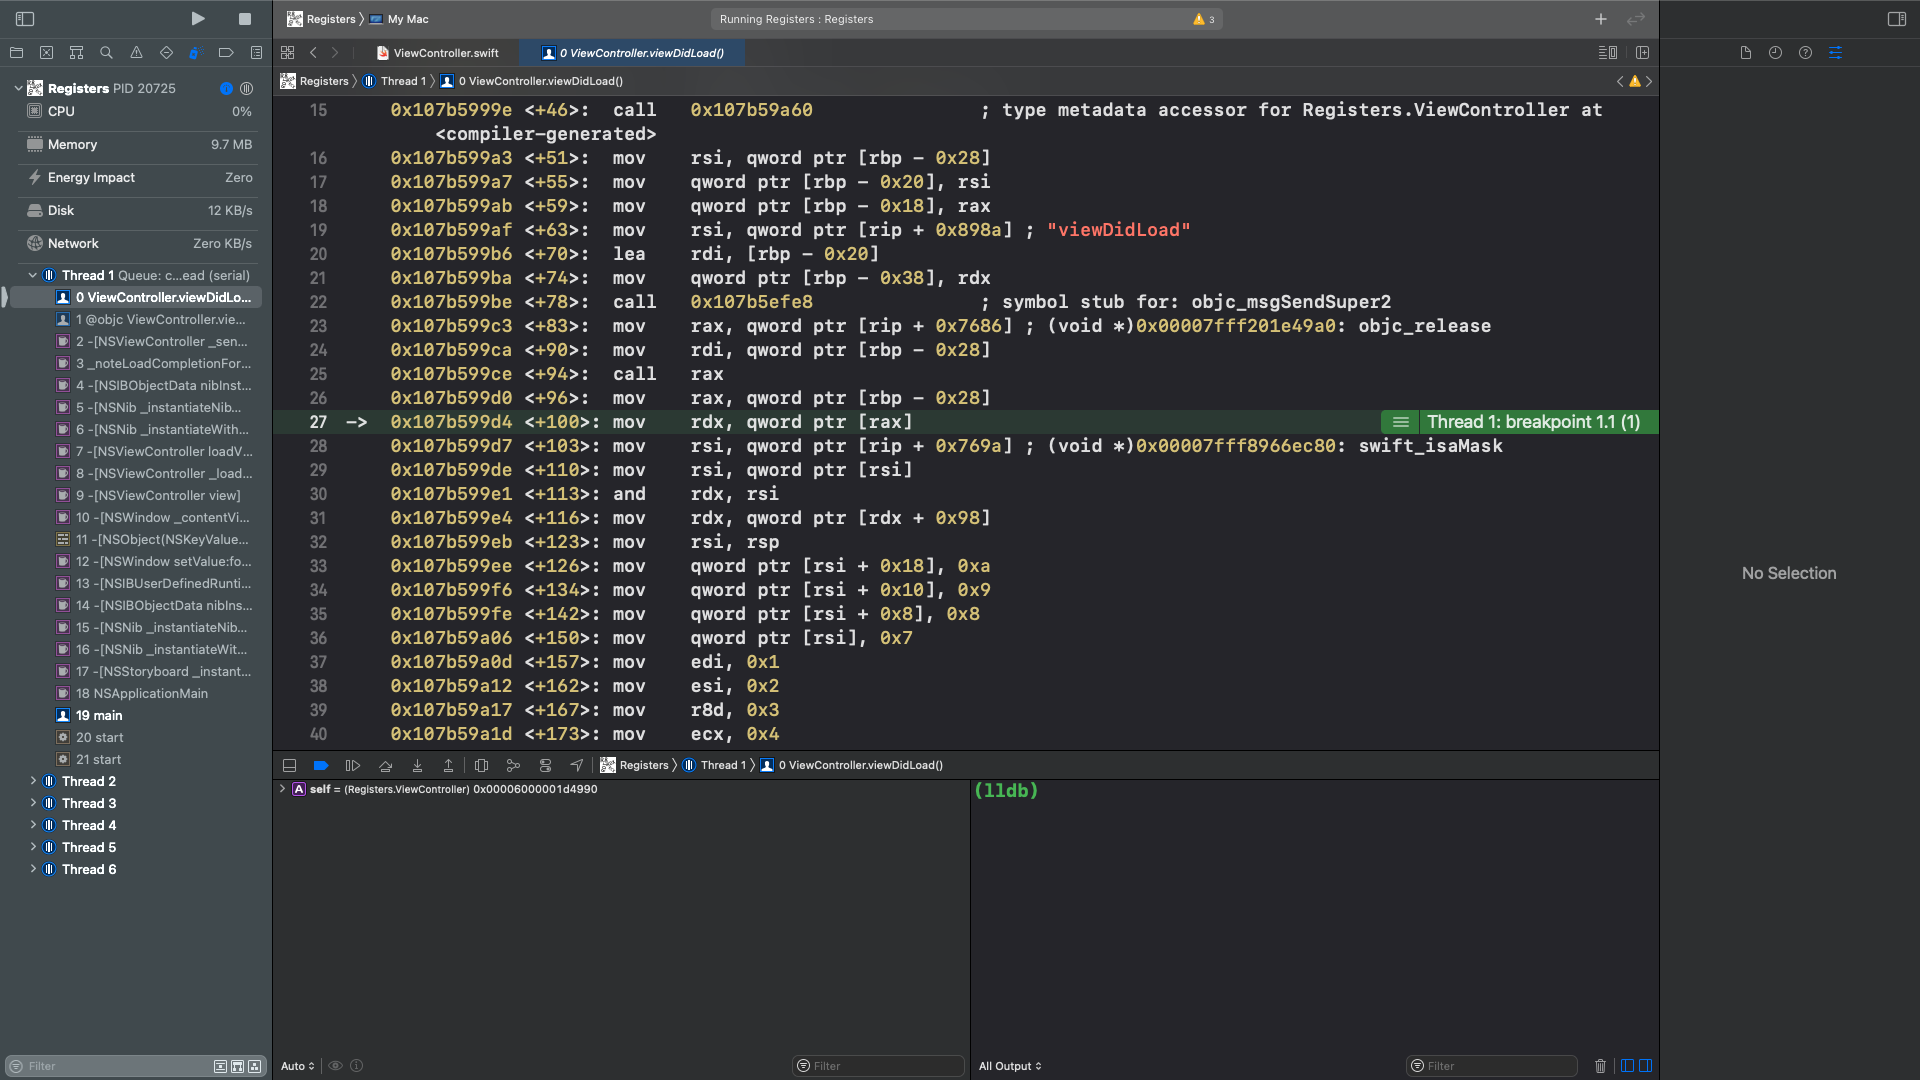 Registers My Mac
Running Registers : Registers
3
ViewController.swift
0 ViewController.viewDidLoad()
Registers PID 20725
Registers Thread 1 0 ViewController.viewDidLoad()
CPU 0%
Memory 9.7 MB
Energy Impact Zero
Disk 12 KB/s
Network Zero KB/s
Thread 1 Queue: c...ead (serial)
0 ViewController.viewDidLo...
1 @objc ViewController.vie...
2 -[NSViewController _sen...
3 _noteLoadCompletionFor...
4 -[NSIBObjectData nibInst...
5 -[NSNib _instantiateNib...
6 -[NSNib _instantiateWith...
7 -[NSViewController loadV...
8 -[NSViewController _load...
9 -[NSViewController view]
10 -[NSWindow _contentVi...
11 -[NSObject(NSKeyValue...
12 -[NSWindow setValue:fo...
13 -[NSIBUserDefinedRunti...
14 -[NSIBObjectData nibIns...
15 -[NSNib _instantiateNib...
16 -[NSNib _instantiateWit...
17 -[NSStoryboard _instant...
18 NSApplicationMain
19 main
20 start
21 start
Thread 2
Thread 3
Thread 4
Thread 5
Thread 6
Filter
15 0x107b5999e <+46>: call 0x107b59a60 ; type metadata accessor for Registers.ViewController at
<compiler-generated>
16 0x107b599a3 <+51>: mov rsi, qword ptr [rbp - 0x28]
17 0x107b599a7 <+55>: mov qword ptr [rbp - 0x20], rsi
18 0x107b599ab <+59>: mov qword ptr [rbp - 0x18], rax
19 0x107b599af <+63>: mov rsi, qword ptr [rip + 0x898a] ; "viewDidLoad"
20 0x107b599b6 <+70>: lea rdi, [rbp - 0x20]
21 0x107b599ba <+74>: mov qword ptr [rbp - 0x38], rdx
22 0x107b599be <+78>: call 0x107b5efe8 ; symbol stub for: objc_msgSendSuper2
23 0x107b599c3 <+83>: mov rax, qword ptr [rip + 0x7686] ; (void *)0x00007fff201e49a0: objc_release
24 0x107b599ca <+90>: mov rdi, qword ptr [rbp - 0x28]
25 0x107b599ce <+94>: call rax
26 0x107b599d0 <+96>: mov rax, qword ptr [rbp - 0x28]
27 -> 0x107b599d4 <+100>: mov rdx, qword ptr [rax] Thread 1: breakpoint 1.1 (1)
28 0x107b599d7 <+103>: mov rsi, qword ptr [rip + 0x769a] ; (void *)0x00007fff8966ec80: swift_isaMask
29 0x107b599de <+110>: mov rsi, qword ptr [rsi]
30 0x107b599e1 <+113>: and rdx, rsi
31 0x107b599e4 <+116>: mov rdx, qword ptr [rdx + 0x98]
32 0x107b599eb <+123>: mov rsi, rsp
33 0x107b599ee <+126>: mov qword ptr [rsi + 0x18], 0xa
34 0x107b599f6 <+134>: mov qword ptr [rsi + 0x10], 0x9
35 0x107b599fe <+142>: mov qword ptr [rsi + 0x8], 0x8
36 0x107b59a06 <+150>: mov qword ptr [rsi], 0x7
37 0x107b59a0d <+157>: mov edi, 0x1
38 0x107b59a12 <+162>: mov esi, 0x2
39 0x107b59a17 <+167>: mov r8d, 0x3
40 0x107b59a1d <+173>: mov ecx, 0x4
Registers Thread 1 0 ViewController.viewDidLoad()
A self = (Registers.ViewController) 0x00006000001d4990
(lldb)
Auto
Filter
All Output
Filter
No Selection